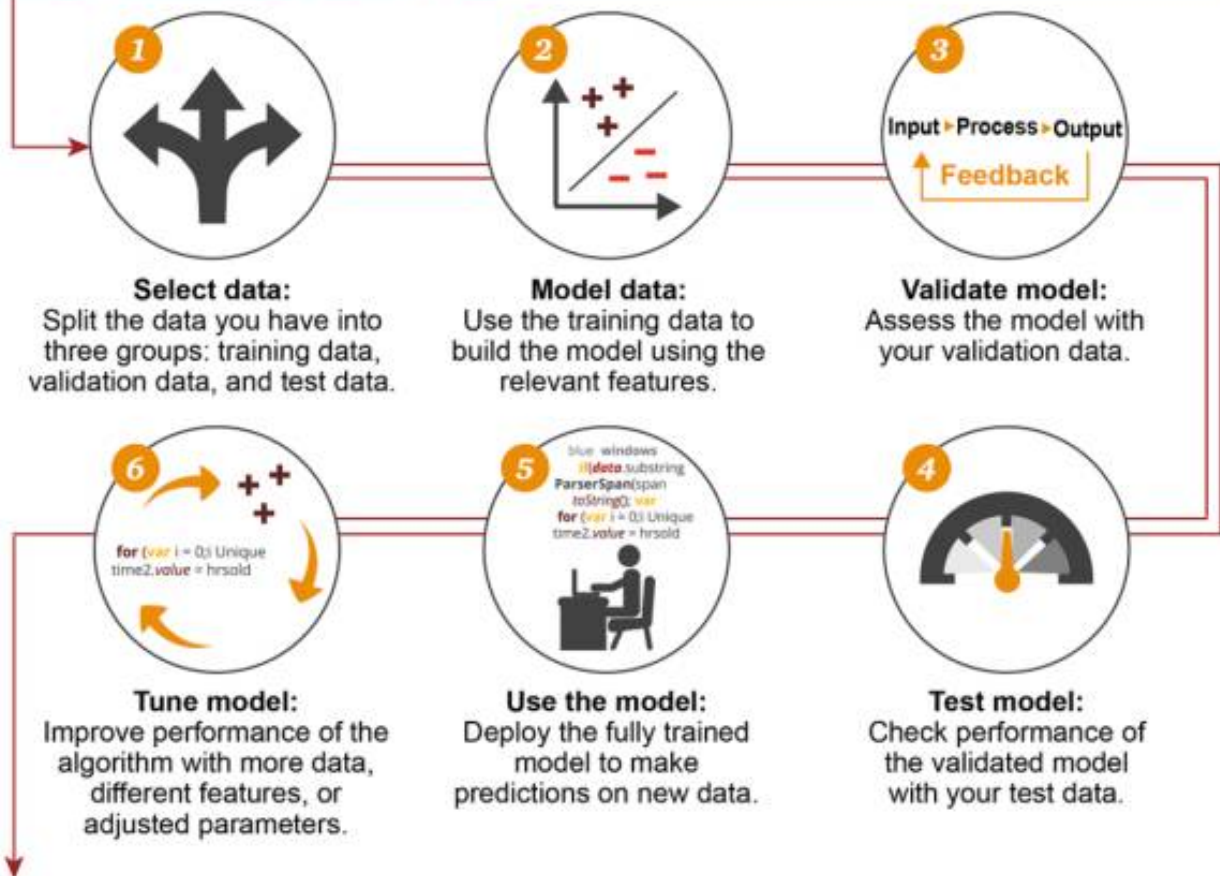 1
2
3
Input ▸ Process ▸ Output
Feedback
Select data:
Split the data you have into
three groups: training data,
validation data, and test data.
Model data:
Use the training data to
build the model using the
relevant features.
Validate model:
Assess the model with
your validation data.
4
Test model:
Check performance of
the validated model
with your test data.
5
blue windows
if(data.substring
ParserSpan(span
toString(); var
for (var i = 0;i Unique
time2.value = hrsold
Use the model:
Deploy the fully trained
model to make
predictions on new data.
6
for (var i = 0;i Unique
time2.value = hrsold
Tune model:
Improve performance of the
algorithm with more data,
different features, or
adjusted parameters.